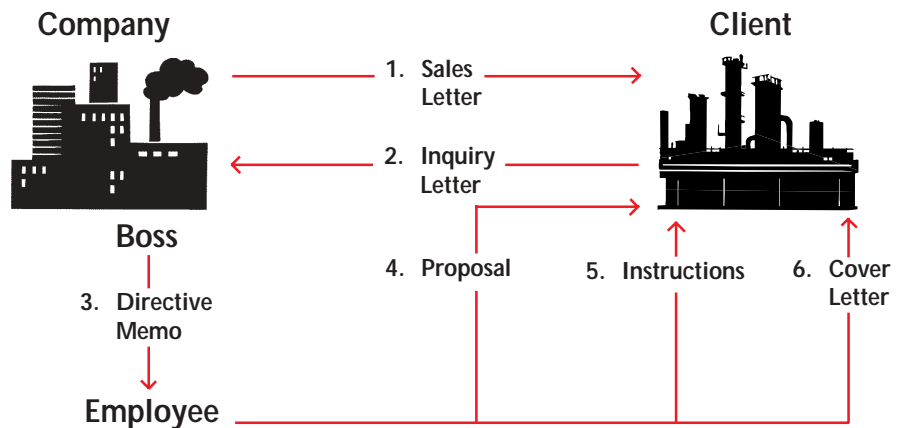 Company
Client
1. Sales
Letter
2. Inquiry
Letter
Boss
4. Proposal
5. Instructions
6. Cover
Letter
3. Directive
Memo
Employee